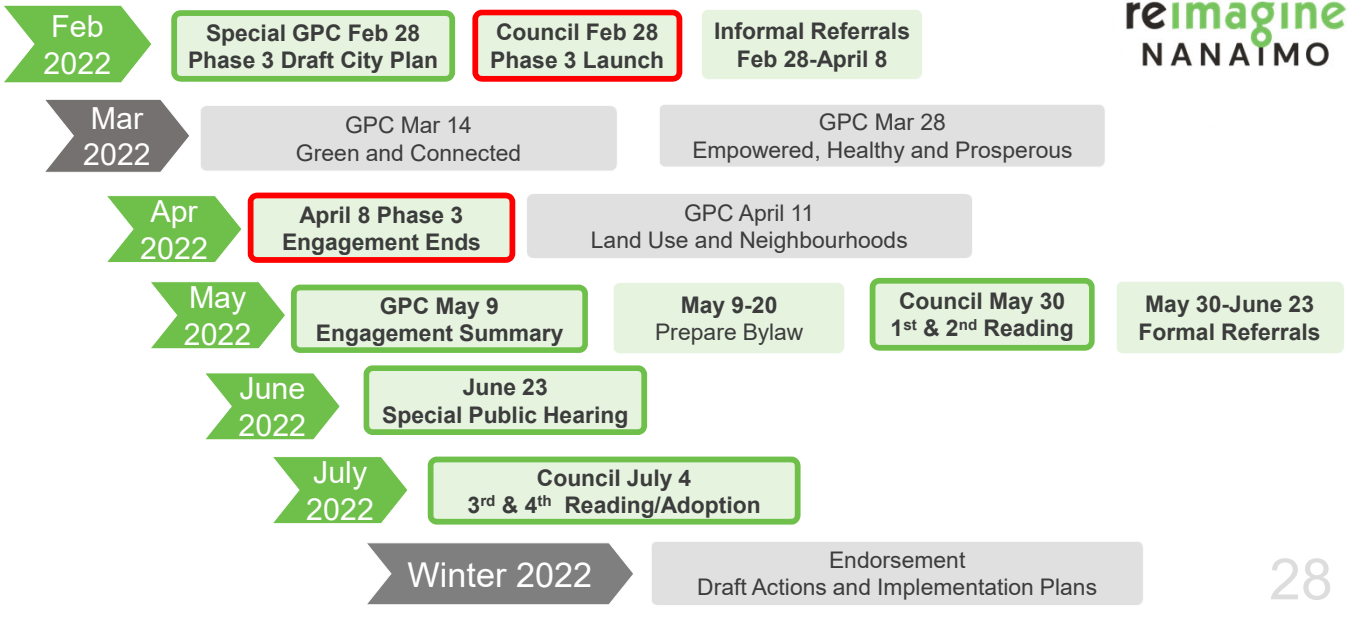 reimagine
NANAIMO
Feb
2022
Special GPC Feb 28
Phase 3 Draft City Plan
Council Feb 28
Phase 3 Launch
Informal Referrals
Feb 28-April 8
Mar
2022
GPC Mar 14
Green and Connected
GPC Mar 28
Empowered, Healthy and Prosperous
Apr
2022
April 8 Phase 3
Engagement Ends
GPC April 11
Land Use and Neighbourhoods
May
2022
GPC May 9
Engagement Summary
May 9-20
Prepare Bylaw
Council May 30
1st & 2nd Reading
May 30-June 23
Formal Referrals
June
2022
June 23
Special Public Hearing
July
2022
Council July 4
3rd & 4th Reading/Adoption
Winter 2022
Endorsement
Draft Actions and Implementation Plans
28